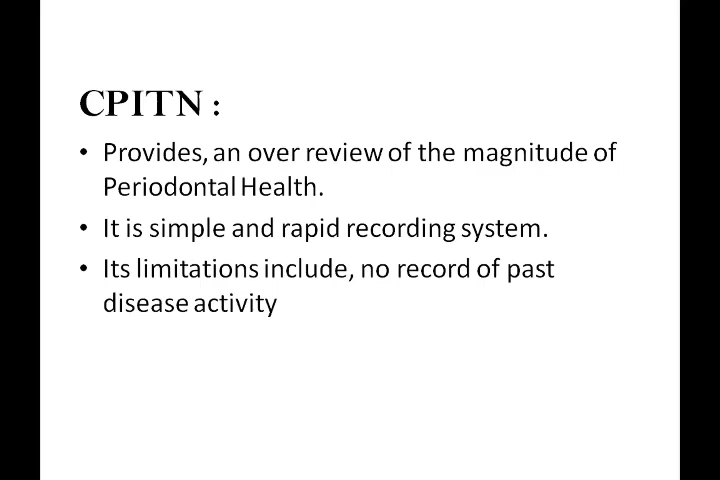 CPITN :
• Provides, an over review of the magnitude of
Periodontal Health.
• It is simple and rapid recording system.
• Its limitations include, no record of past
disease activity